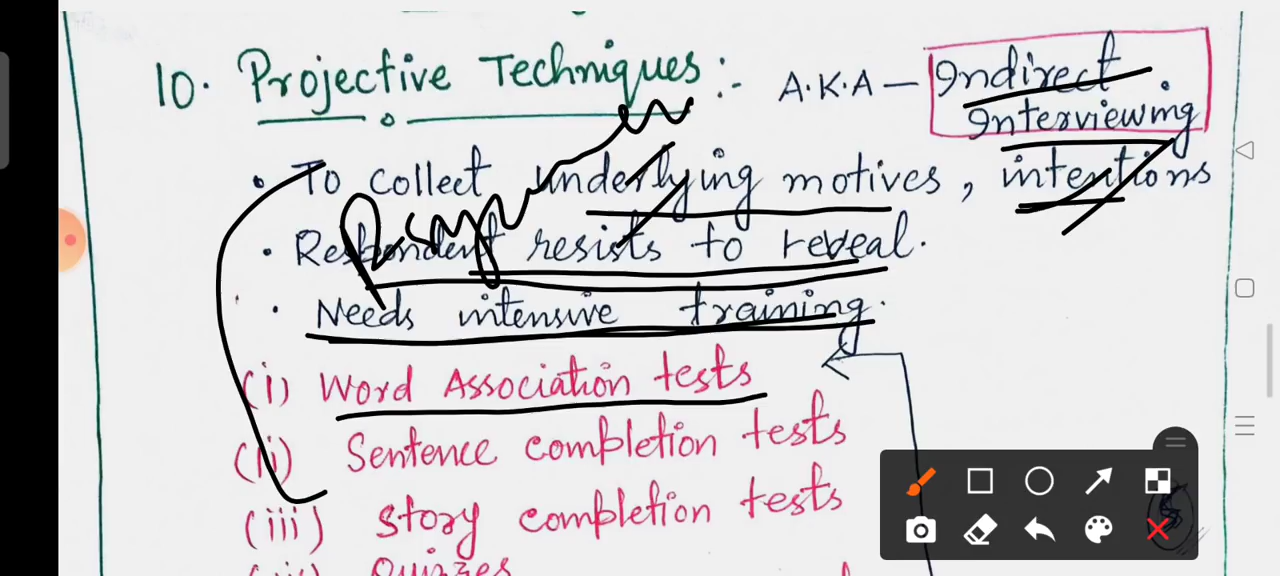 10. Projective Techniques :- A.K.A — Indirect
Interviewing
• To collect underlying motives, intentions
• Respondent resists to reveal.
• Needs intensive training.
(i) Word Association tests
(ii) Sentence completion tests
(iii) Story completion tests
Quizzes